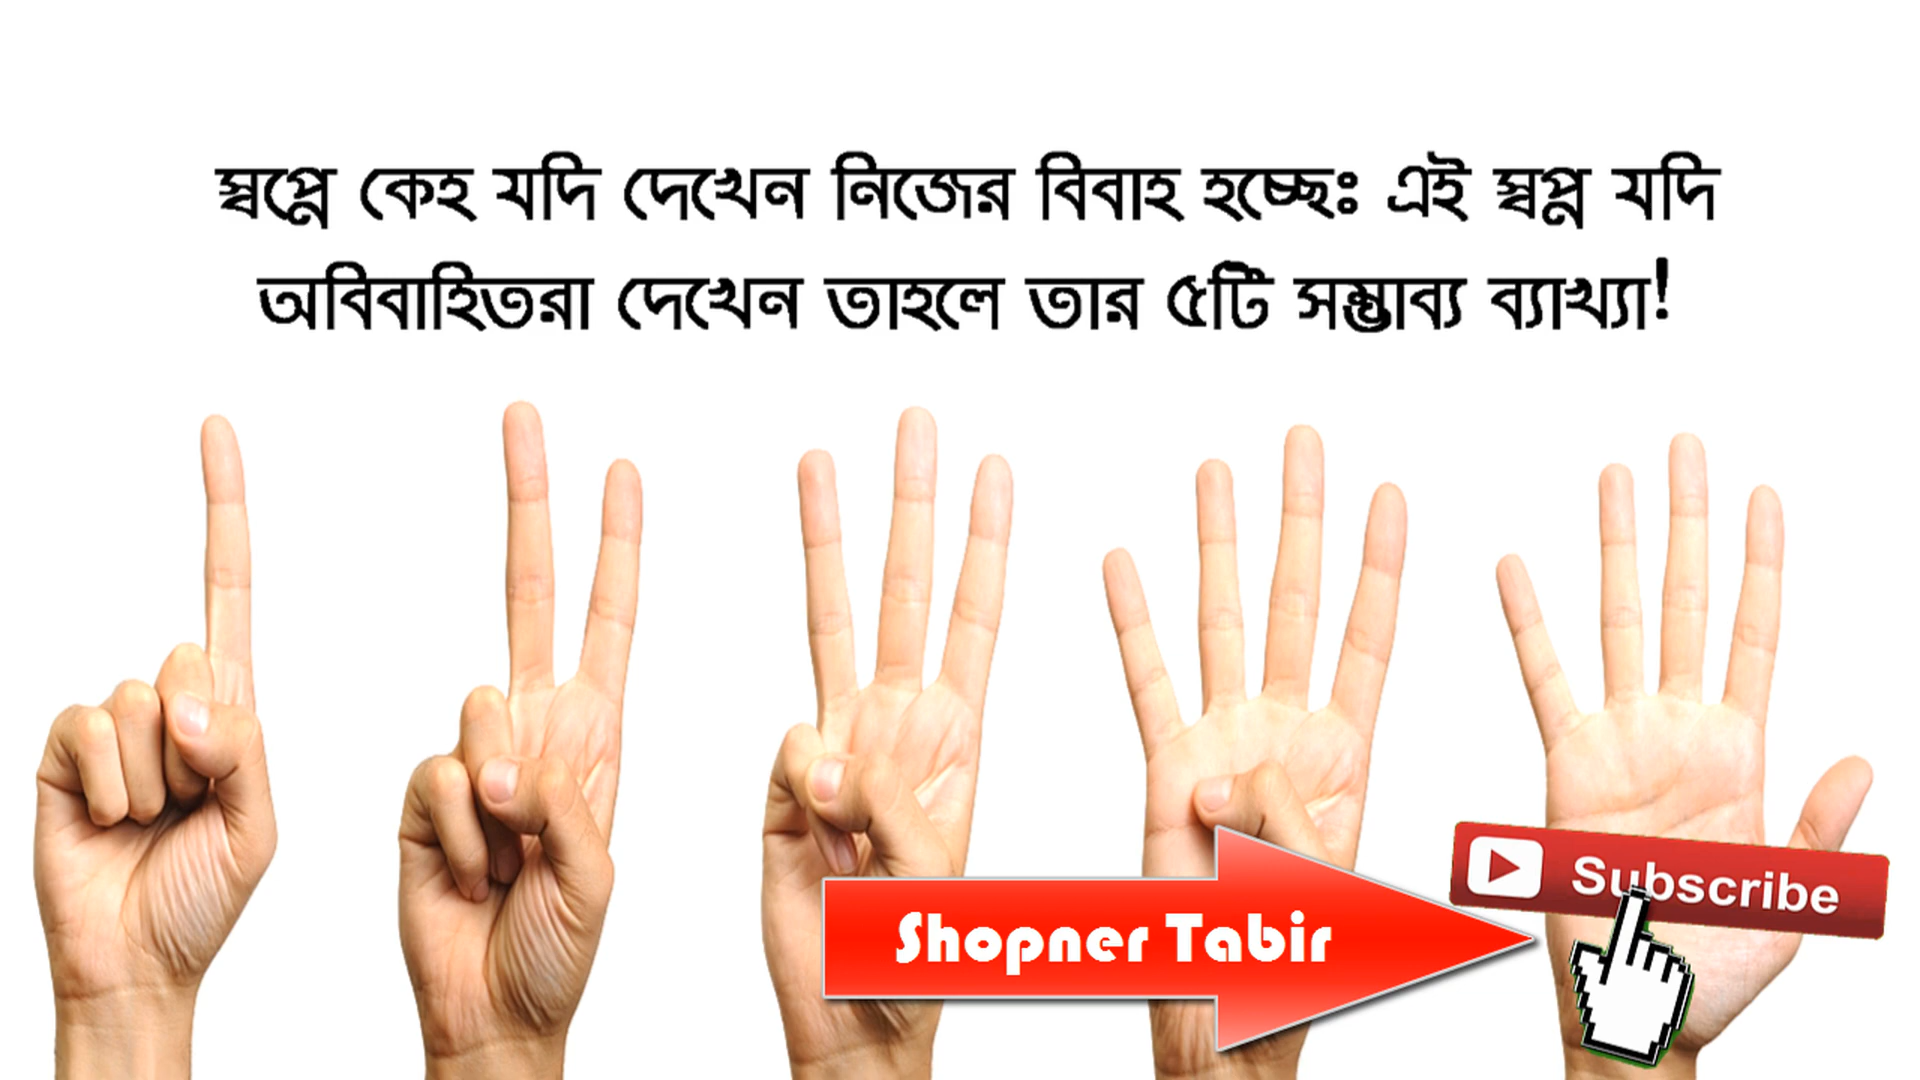 স্বপ্নে কেহ যদি দেখেন নিজের বিবাহ হচ্ছেঃ এই স্বপ্ন যদি
অবিবাহিতরা দেখেন তাহলে তার ৫টি সম্ভাব্য ব্যাখ্যা!
Subscribe
Shopner Tabir